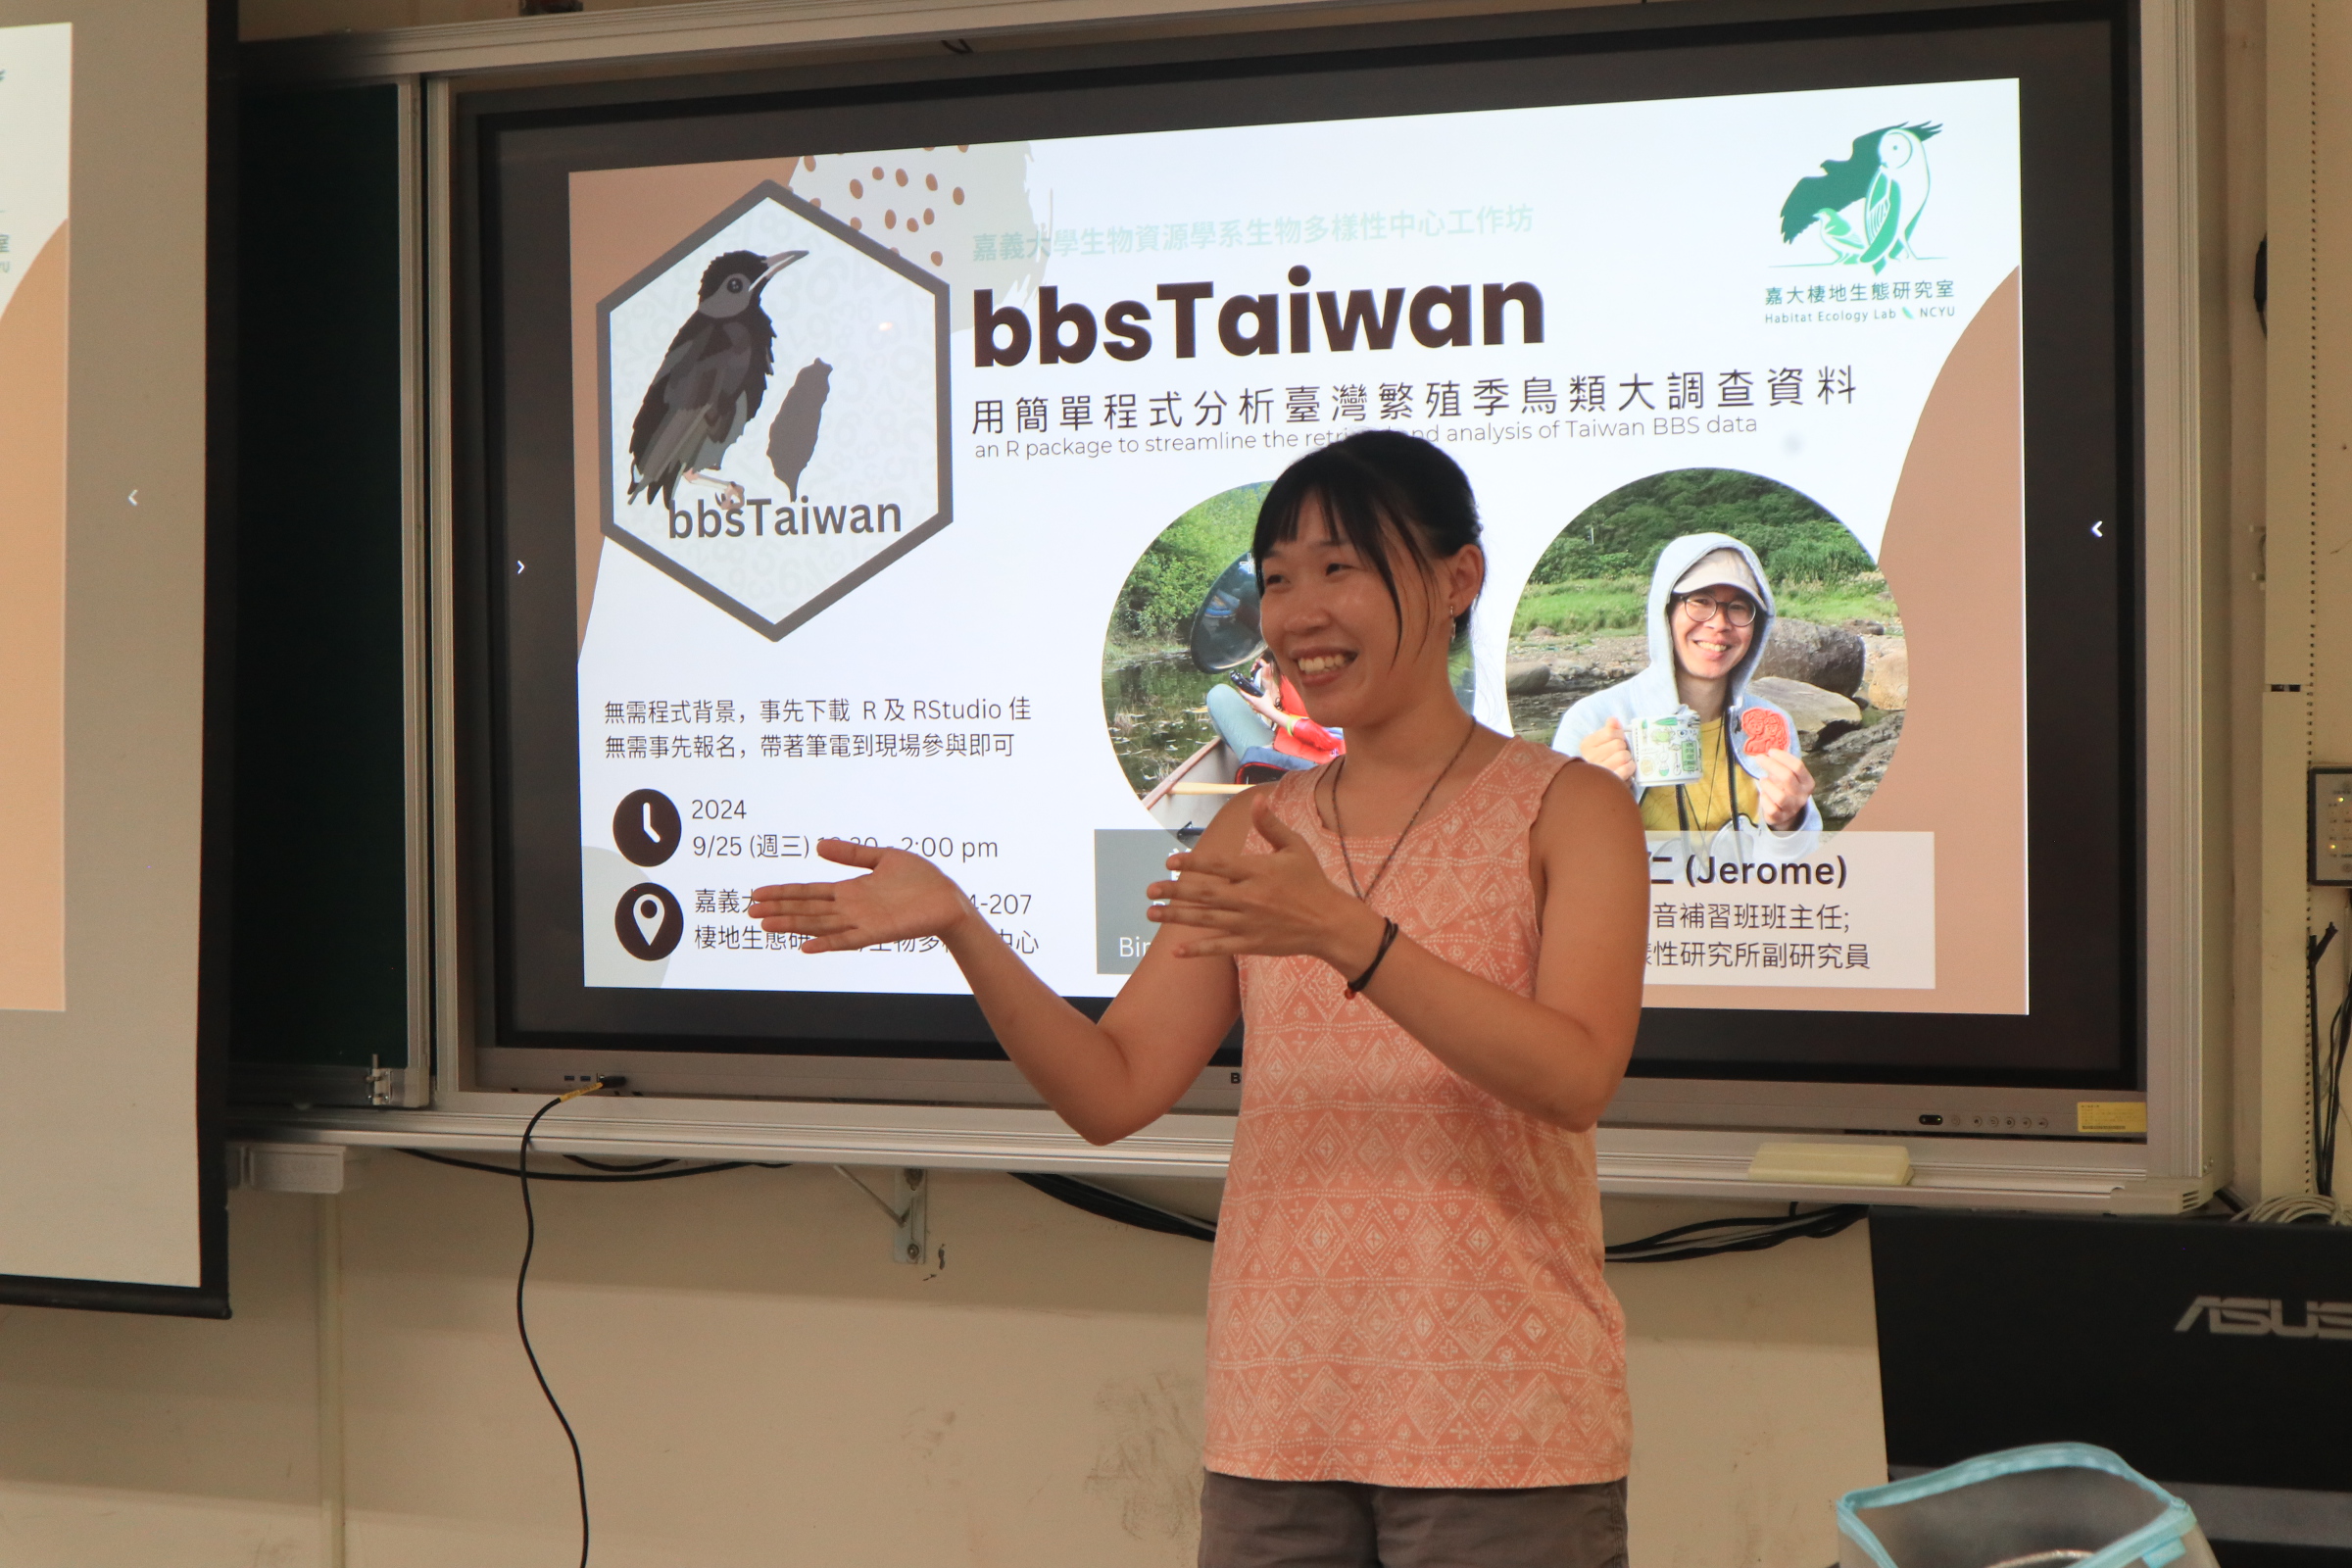 嘉義大學生物資源學系生物多樣性中心工作坊
bbsTaiwan
用簡單程式分析臺灣繁殖季鳥類大調查資料
an R package to streamline the and analysis of Taiwan BBS data
嘉大棲地生態研究室
Habitat Ecology Lab NCYU
bbsTaiwan
無需程式背景，事先下載 R 及 RStudio 佳
無需事先報名，帶著筆電到現場參與即可
2024
9/25 (週三) - 2:00 pm
嘉義 -207
棲地生態 生物多 中心
仁 (Jerome)
音補習班班主任;
性研究所副研究員
ASUS